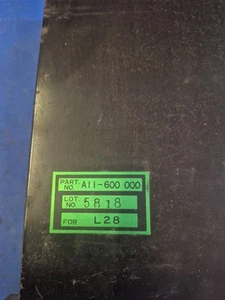 PART NO. A11-600 000
LOT NO. 5818
FOR L28